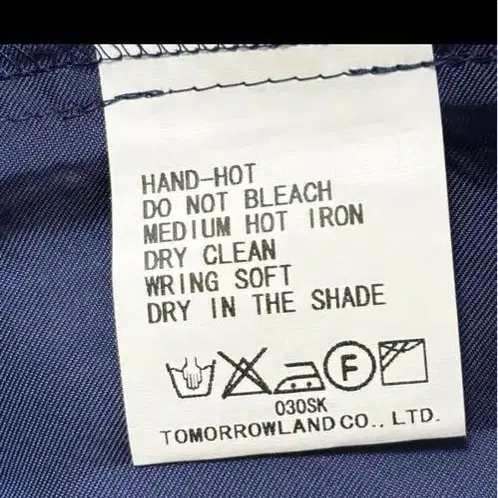 HAND-HOT
DO NOT BLEACH
MEDIUM HOT IRON
DRY CLEAN
WRING SOFT
DRY IN THE SHADE
F
030SK
TOMORROWLAND CO., LTD.